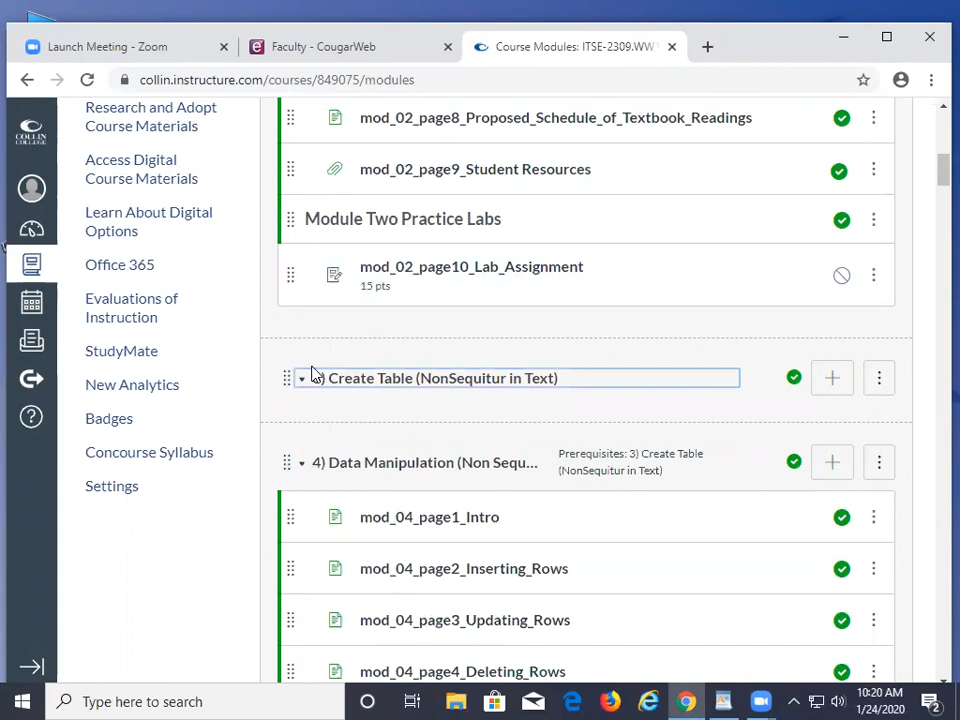 Launch Meeting - Zoom
Faculty - CougarWeb
Course Modules: ITSE-2309.WW
collin.instructure.com/courses/849075/modules
COLLIN
COLLEGE
Research and Adopt
Course Materials
Access Digital
Course Materials
Learn About Digital
Options
Office 365
Evaluations of
Instruction
StudyMate
New Analytics
Badges
Concourse Syllabus
Settings
mod_02_page8_Proposed_Schedule_of_Textbook_Readings
mod_02_page9_Student Resources
Module Two Practice Labs
mod_02_page10_Lab_Assignment
15 pts
) Create Table (NonSequitur in Text)
4) Data Manipulation (Non Sequ...
Prerequisites: 3) Create Table
(NonSequitur in Text)
mod_04_page1_Intro
mod_04_page2_Inserting_Rows
mod_04_page3_Updating_Rows
mod_04_page4_Deleting_Rows
Type here to search
10:20 AM
1/24/2020
2